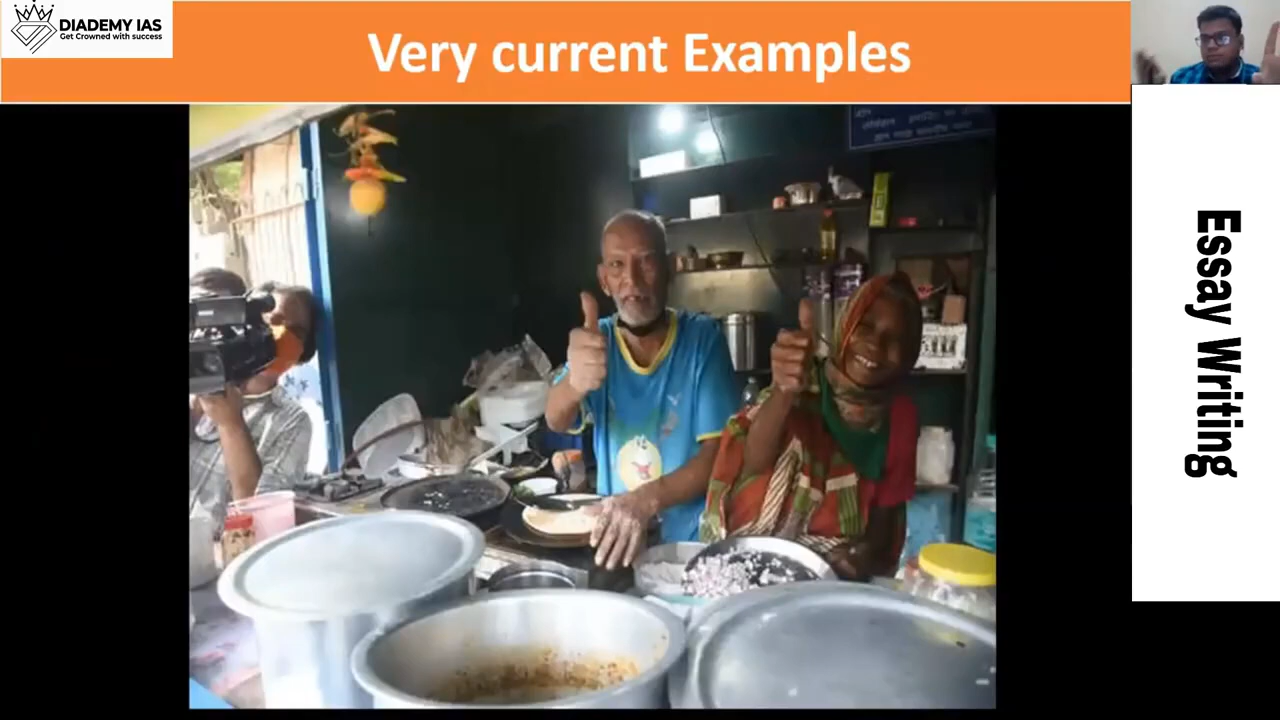 DIADEMY IAS
Get Crowned with success
Very current Examples
Essay Writing